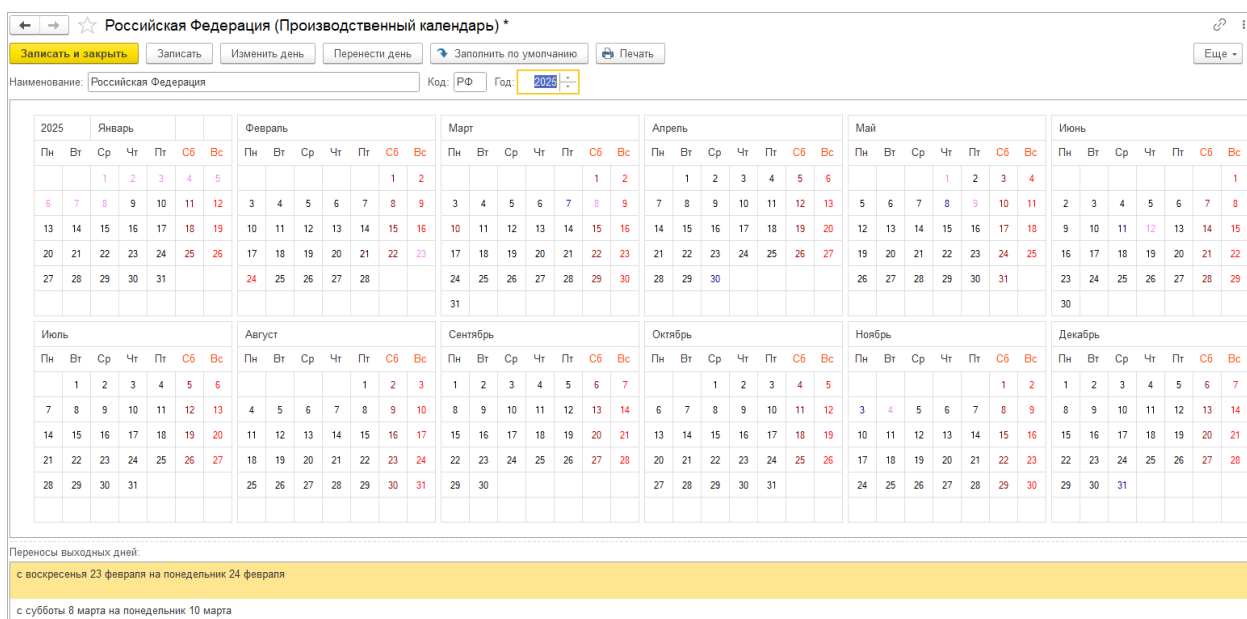 Российская Федерация (Производственный календарь) *
Записать и закрыть Записать Изменить день Перенести день Заполнить по умолчанию Печать Еще
Наименование: Российская Федерация Код: РФ Год: 2025
2025 Январь Февраль Март Апрель Май Июнь
Пн Вт Ср Чт Пт Сб Вс Пн Вт Ср Чт Пт Сб Вс Пн Вт Ср Чт Пт Сб Вс Пн Вт Ср Чт Пт Сб Вс Пн Вт Ср Чт Пт Сб Вс Пн Вт Ср Чт Пт Сб Вс
1 2 3 4 5 1 2 1 2 1 2 3 4 5 6 1 2 3 4 1
6 7 8 9 10 11 12 3 4 5 6 7 8 9 3 4 5 6 7 8 9 7 8 9 10 11 12 13 5 6 7 8 9 10 11 2 3 4 5 6 7 8
13 14 15 16 17 18 19 10 11 12 13 14 15 16 10 11 12 13 14 15 16 14 15 16 17 18 19 20 12 13 14 15 16 17 18 9 10 11 12 13 14 15
20 21 22 23 24 25 26 17 18 19 20 21 22 23 17 18 19 20 21 22 23 21 22 23 24 25 26 27 19 20 21 22 23 24 25 16 17 18 19 20 21 22
27 28 29 30 31 24 25 26 27 28 24 25 26 27 28 29 30 28 29 30 26 27 28 29 30 31 23 24 25 26 27 28 29
31 30
Июль Август Сентябрь Октябрь Ноябрь Декабрь
Пн Вт Ср Чт Пт Сб Вс Пн Вт Ср Чт Пт Сб Вс Пн Вт Ср Чт Пт Сб Вс Пн Вт Ср Чт Пт Сб Вс Пн Вт Ср Чт Пт Сб Вс Пн Вт Ср Чт Пт Сб Вс
1 2 3 4 5 6 1 2 3 1 2 3 4 5 6 7 1 2 3 4 5 1 2 1 2 3 4 5 6 7
7 8 9 10 11 12 13 4 5 6 7 8 9 10 8 9 10 11 12 13 14 6 7 8 9 10 11 12 3 4 5 6 7 8 9 8 9 10 11 12 13 14
14 15 16 17 18 19 20 11 12 13 14 15 16 17 15 16 17 18 19 20 21 13 14 15 16 17 18 19 10 11 12 13 14 15 16 15 16 17 18 19 20 21
21 22 23 24 25 26 27 18 19 20 21 22 23 24 22 23 24 25 26 27 28 20 21 22 23 24 25 26 17 18 19 20 21 22 23 22 23 24 25 26 27 28
28 29 30 31 25 26 27 28 29 30 31 29 30 27 28 29 30 31 24 25 26 27 28 29 30 29 30 31
Переносы выходных дней:
с воскресенья 23 февраля на понедельник 24 февраля
с субботы 8 марта на понедельник 10 марта